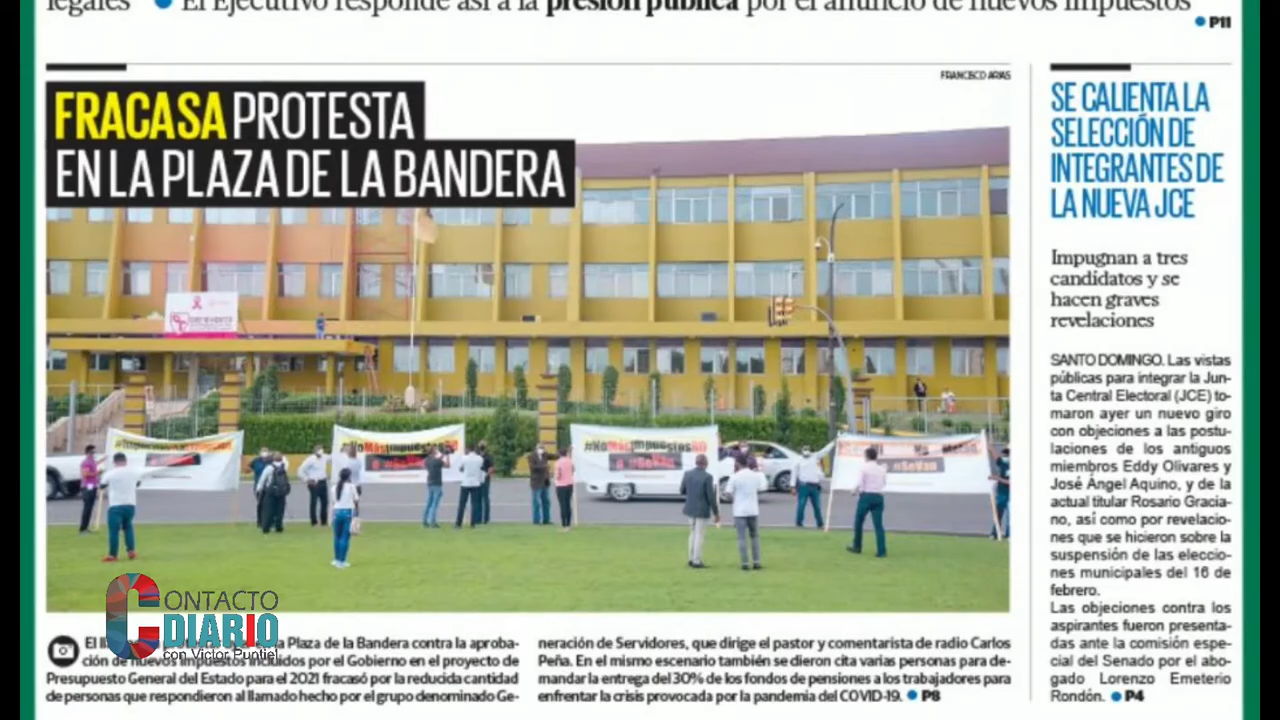 legales • El Ejecutivo responde así a la presión pública por el anuncio de nuevos impuestos
• P11
FRANCISCO ARIAS
FRACASA PROTESTA
EN LA PLAZA DE LA BANDERA
#NoMásImpuestosRD
#NoMásImpuestosRD
#SeVan
CONTACTO
DIARIO
con Víctor Puntiel
la Plaza de la Bandera contra la aproba-
ción de nuevos impuestos incluidos por el Gobierno en el proyecto de
Presupuesto General del Estado para el 2021 fracasó por la reducida cantidad
de personas que respondieron al llamado hecho por el grupo denominado Ge-
neración de Servidores, que dirige el pastor y comentarista de radio Carlos
Peña. En el mismo escenario también se dieron cita varias personas para de-
mandar la entrega del 30% de los fondos de pensiones a los trabajadores para
enfrentar la crisis provocada por la pandemia del COVID-19. • P8
SE CALIENTA LA
SELECCIÓN DE
INTEGRANTES DE
LA NUEVA JCE
Impugnan a tres
candidatos y se
hacen graves
revelaciones
SANTO DOMINGO. Las vistas
públicas para integrar la Jun-
ta Central Electoral (JCE) to-
maron ayer un nuevo giro
con objeciones a las postu-
laciones de los antiguos
miembros Eddy Olivares y
José Ángel Aquino, y de la
actual titular Rosario Gracia-
no, así como por revelacio-
nes que se hicieron sobre la
suspensión de las eleccio-
nes municipales del 16 de
febrero.
Las objeciones contra los
aspirantes fueron presenta-
das ante la comisión espe-
cial del Senado por el abo-
gado Lorenzo Emeterio
Rondón. • P4